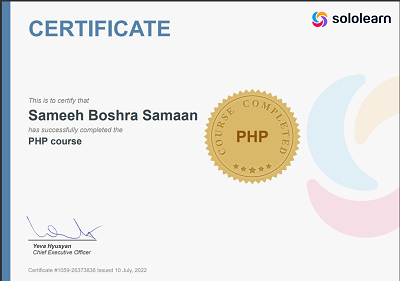 CERTIFICATE
sololearn
This is to certify that
Sameeh Boshra Samaan
has successfully completed the
PHP course
COURSE COMPLETED
PHP
Yeva Hyusyan
Chief Executive Officer
Certificate #1059-26373836 Issued 10 July, 2022